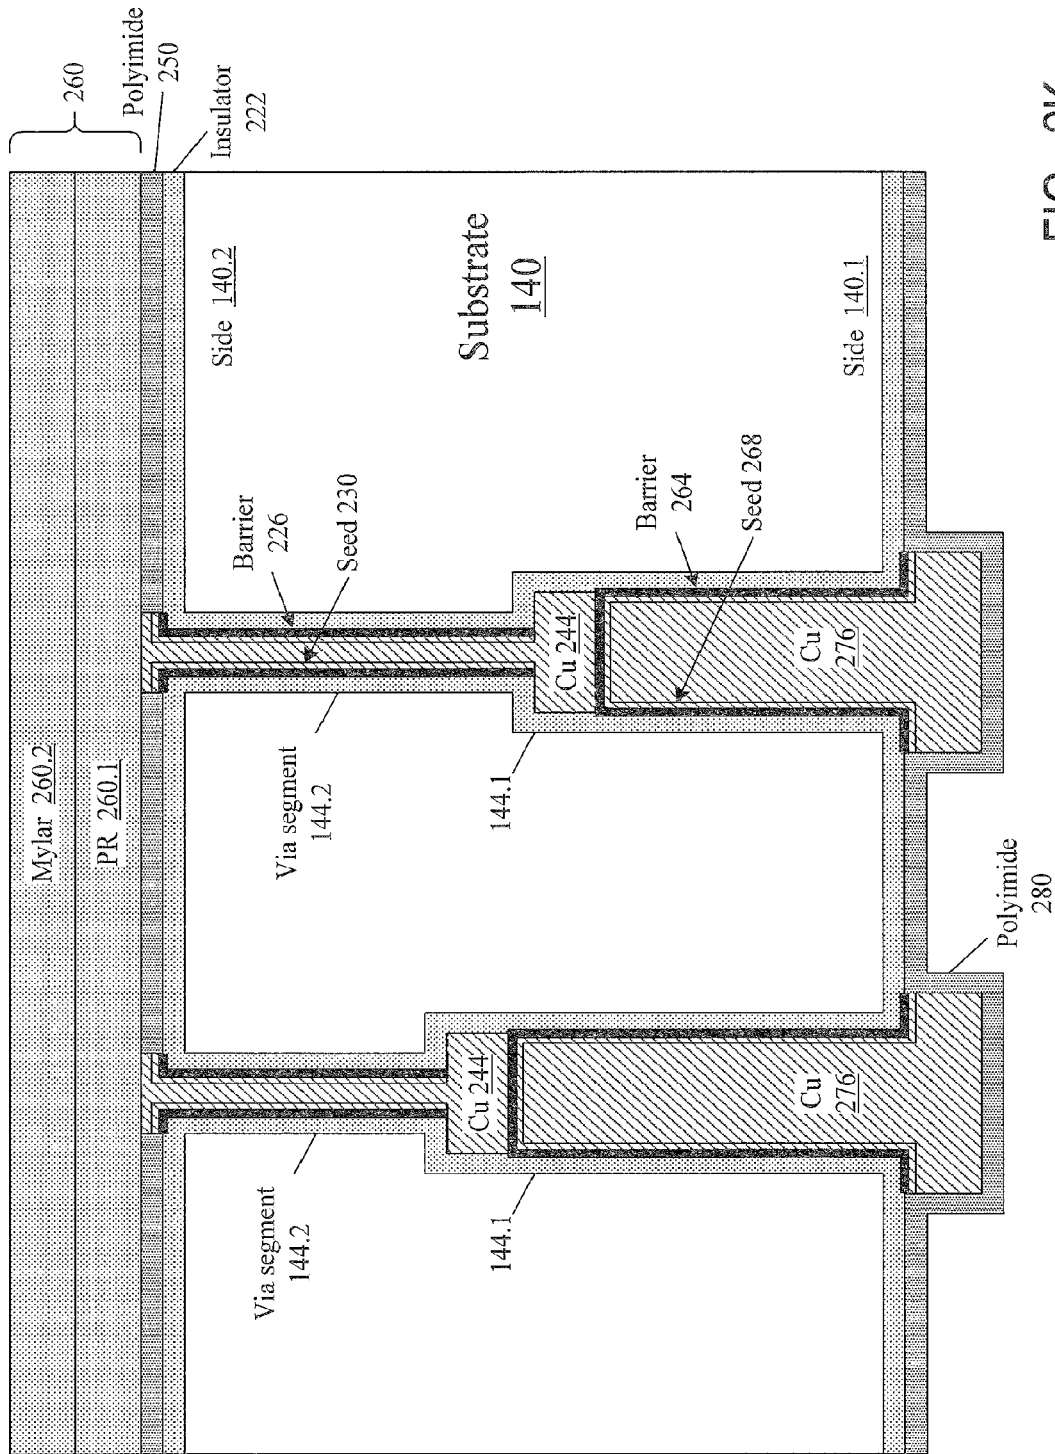 260
Polyimide
250
Insulator
222
Mylar 260.2
PR 260.1
Side 140.2
Substrate
140
Side 140.1
Barrier
226
Seed 230
Barrier
264
Seed 268
Cu 244
Cu
276
Via segment
144.2
144.1
Cu 244
Cu
276
Via segment
144.2
144.1
Polyimide
280
FIG.